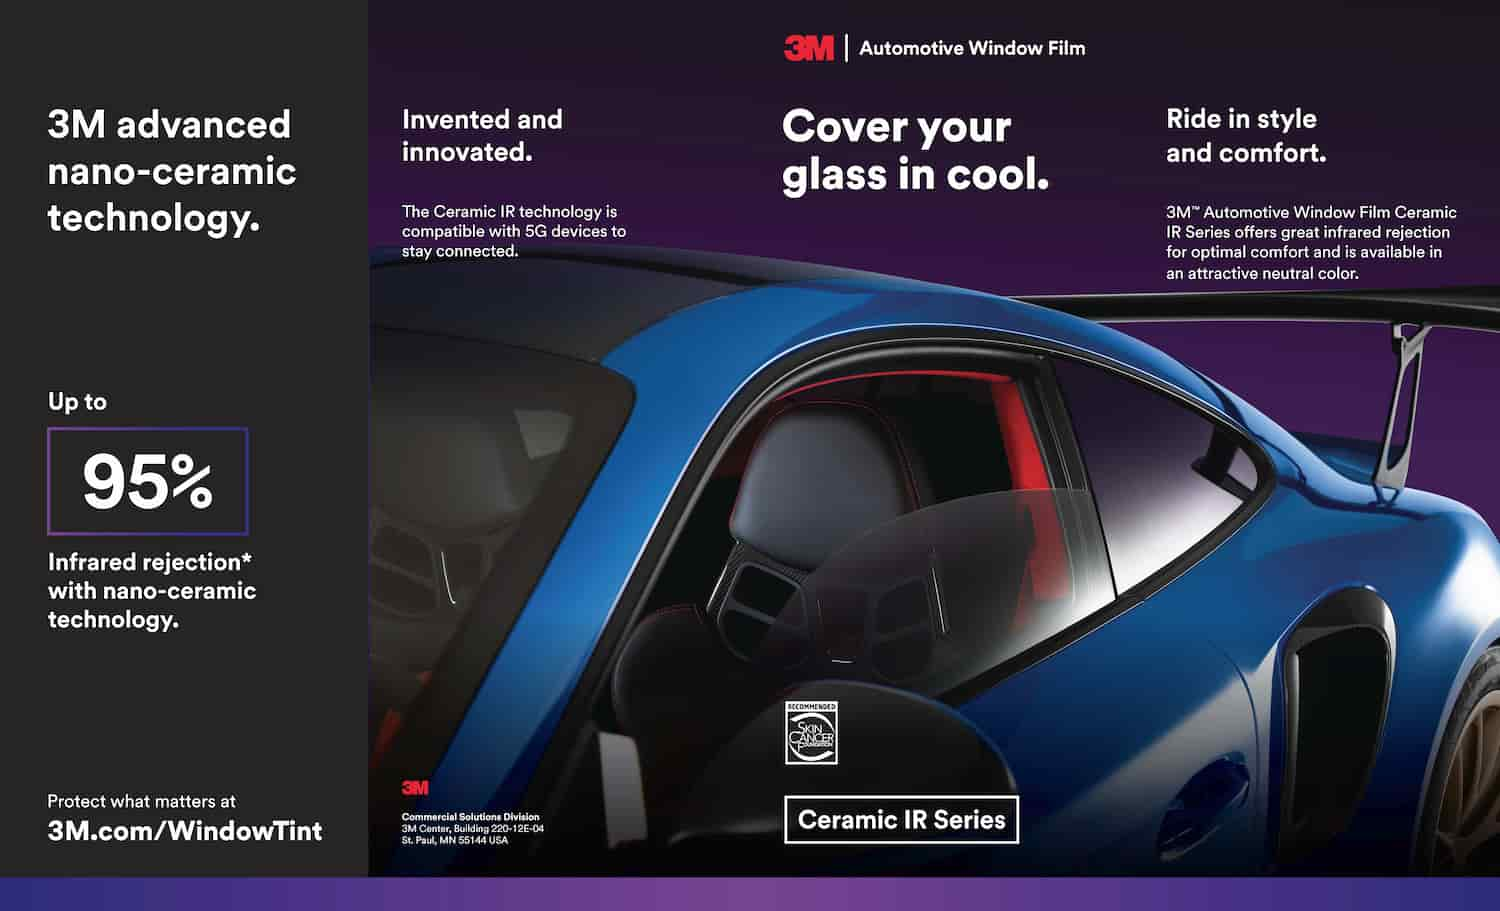 3M advanced
nano-ceramic
technology.
Up to
95%
Infrared rejection*
with nano-ceramic
technology.
Protect what matters at
3M.com/WindowTint
Invented and
innovated.
The Ceramic IR technology is
compatible with 5G devices to
stay connected.
3M
Commercial Solutions Division
3M Center, Building 220-12E-04
St. Paul, MN 55144 USA
3M | Automotive Window Film
Cover your
glass in cool.
RECOMMENDED
SKIN
CANCER
FOUNDATION
Ceramic IR Series
Ride in style
and comfort.
3M™ Automotive Window Film Ceramic
IR Series offers great infrared rejection
for optimal comfort and is available in
an attractive neutral color.